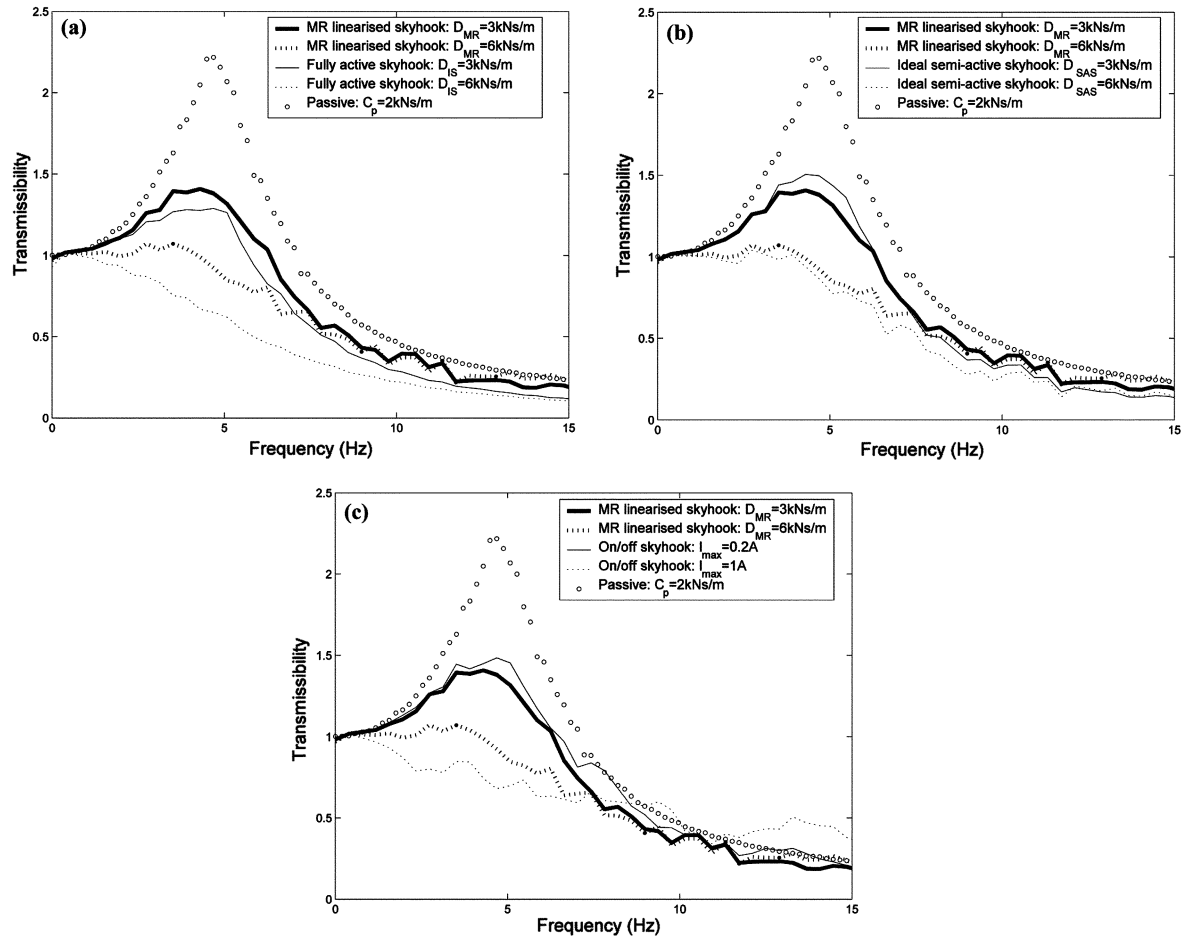 (a)
MR linearised skyhook: D_MR=3kNs/m
MR linearised skyhook: D_MR=6kNs/m
Fully active skyhook: D_IS=3kNs/m
Fully active skyhook: D_IS=6kNs/m
Passive: C_p=2kNs/m
2.5
2
1.5
1
0.5
0
Transmissibility
0
5
10
15
Frequency (Hz)
(b)
MR linearised skyhook: D_MR=3kNs/m
MR linearised skyhook: D_MR=6kNs/m
Ideal semi-active skyhook: D_SAS=3kNs/m
Ideal semi-active skyhook: D_SAS=6kNs/m
Passive: C_p=2kNs/m
2.5
2
1.5
1
0.5
0
Transmissibility
0
5
10
15
Frequency (Hz)
(c)
MR linearised skyhook: D_MR=3kNs/m
MR linearised skyhook: D_MR=6kNs/m
On/off skyhook: I_max=0.2A
On/off skyhook: I_max=1A
Passive: C_p=2kNs/m
2.5
2
1.5
1
0.5
0
Transmissibility
0
5
10
15
Frequency (Hz)